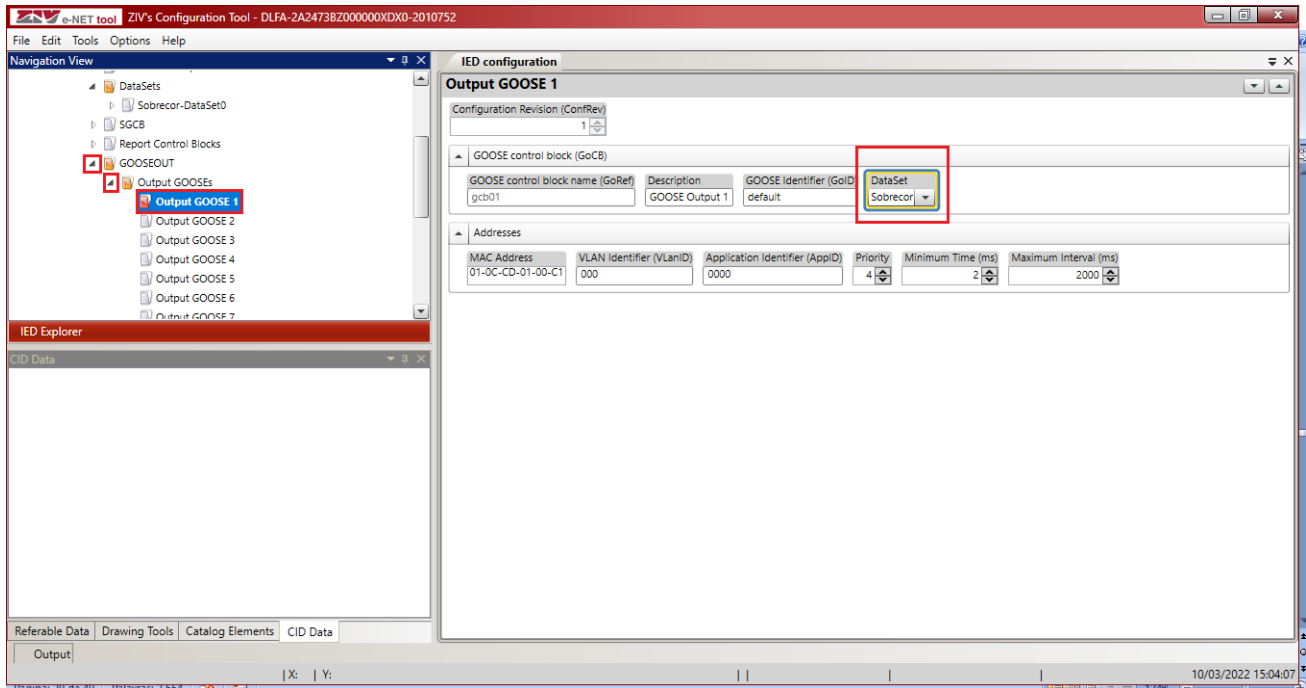 ZIV e-NET tool ZIV's Configuration Tool - DLFA-2A2473BZ000000XDX0-2010752
File Edit Tools Options Help
Navigation View
DataSets
Sobrecor-DataSet0
SGCB
Report Control Blocks
GOOSEOUT
Output GOOSEs
Output GOOSE 1
Output GOOSE 2
Output GOOSE 3
Output GOOSE 4
Output GOOSE 5
Output GOOSE 6
Output GOOSE 7
IED Explorer
CID Data
Referable Data Drawing Tools Catalog Elements CID Data
Output
IED configuration
Output GOOSE 1
Configuration Revision (ConfRev)
1
GOOSE control block (GoCB)
GOOSE control block name (GoRef) Description GOOSE Identifier (GoID DataSet
gcb01 GOOSE Output 1 default Sobrecor
Addresses
MAC Address VLAN Identifier (VLanID) Application Identifier (AppID) Priority Minimum Time (ms) Maximum Interval (ms)
01-0C-CD-01-00-C1 000 0000 4 2 2000
| X: | Y: | | | | 10/03/2022 15:04:07